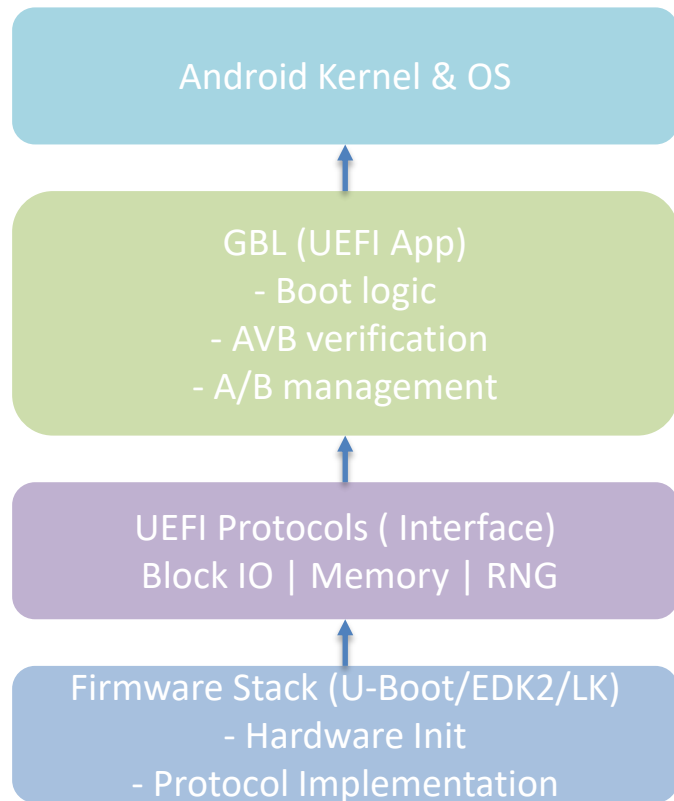 Android Kernel & OS
GBL (UEFI App)
- Boot logic
- AVB verification
- A/B management
UEFI Protocols ( Interface)
Block IO | Memory | RNG
Firmware Stack (U-Boot/EDK2/LK)
- Hardware Init
- Protocol Implementation